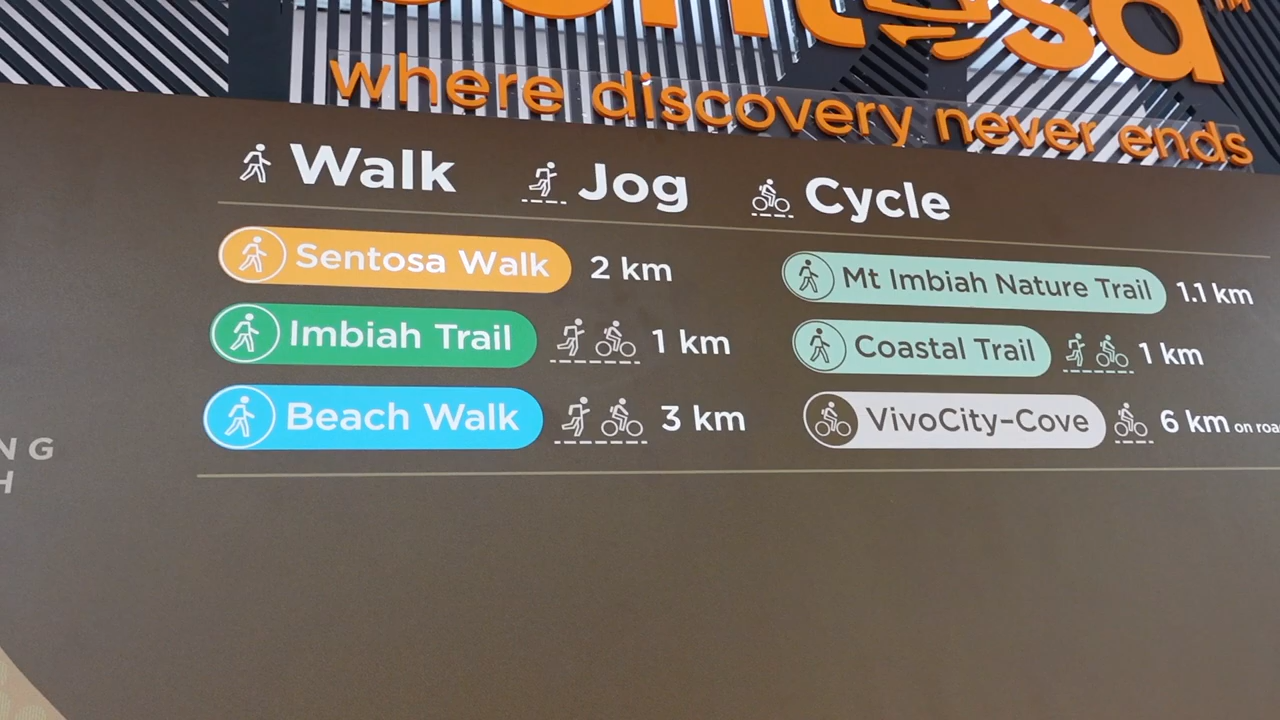 where discovery never ends
Walk Jog Cycle
Sentosa Walk 2 km
Mt Imbiah Nature Trail 1.1 km
Imbiah Trail 1 km
Coastal Trail 1 km
Beach Walk 3 km
VivoCity-Cove 6 km on